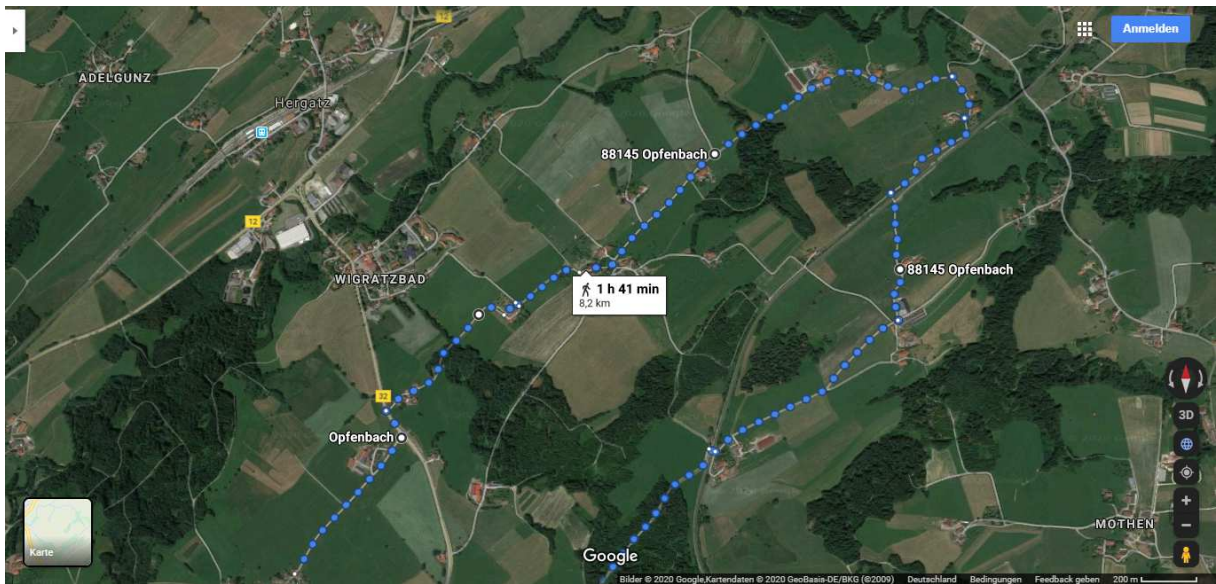 12
Anmelden
ADELGUNZ
Hergatz
88145 Opfenbach
12
WIGRATZBAD
88145 Opfenbach
1 h 41 min
8,2 km
32
Opfenbach
3D
Karte
MOTHEN
Google
Bilder © 2020 Google,Kartendaten © 2020 GeoBasis-DE/BKG (©2009) Deutschland Bedingungen Feedback geben 200 m